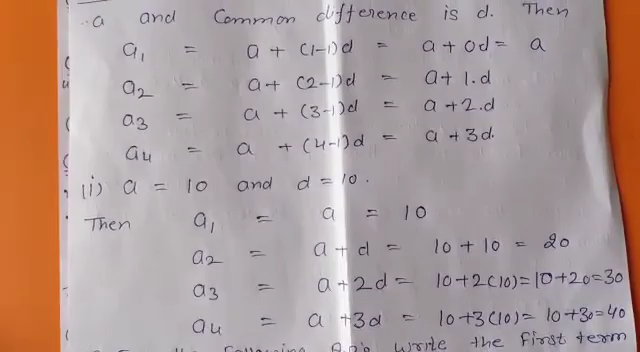 a and Common difference is d. Then
a1 = a + (1-1)d = a + 0d = a
a2 = a + (2-1)d = a + 1.d
a3 = a + (3-1)d = a + 2.d
a4 = a + (4-1)d = a + 3d.
(i) a = 10 and d = 10.
Then a1 = a = 10
a2 = a + d = 10 + 10 = 20
a3 = a + 2d = 10 + 2(10) = 10 + 20 = 30
a4 = a + 3d = 10 + 3(10) = 10 + 30 = 40
the following A.P's write the first term